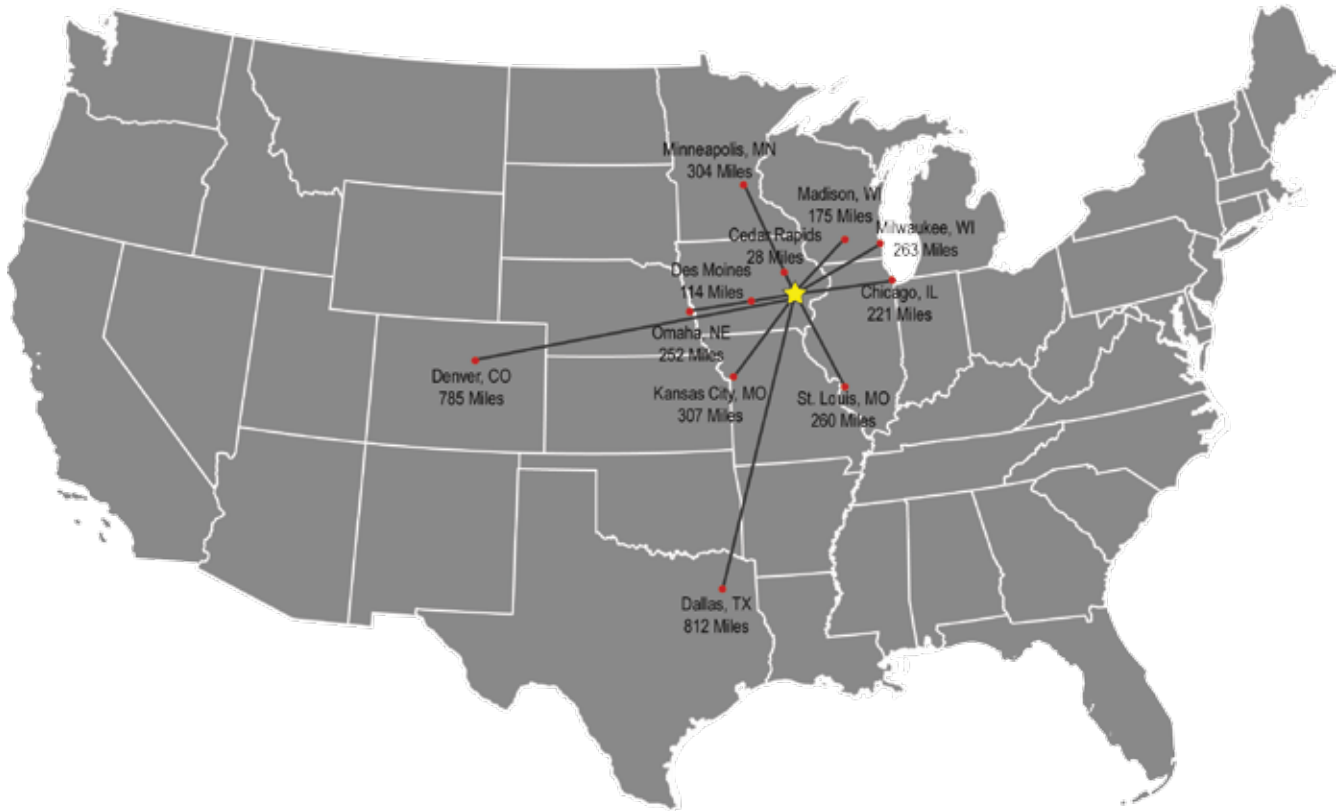 Minneapolis, MN
304 Miles
Madison, WI
175 Miles
Milwaukee, WI
263 Miles
Cedar Rapids
28 Miles
Des Moines
114 Miles
Chicago, IL
221 Miles
Omaha, NE
252 Miles
Denver, CO
785 Miles
Kansas City, MO
307 Miles
St. Louis, MO
260 Miles
Dallas, TX
812 Miles